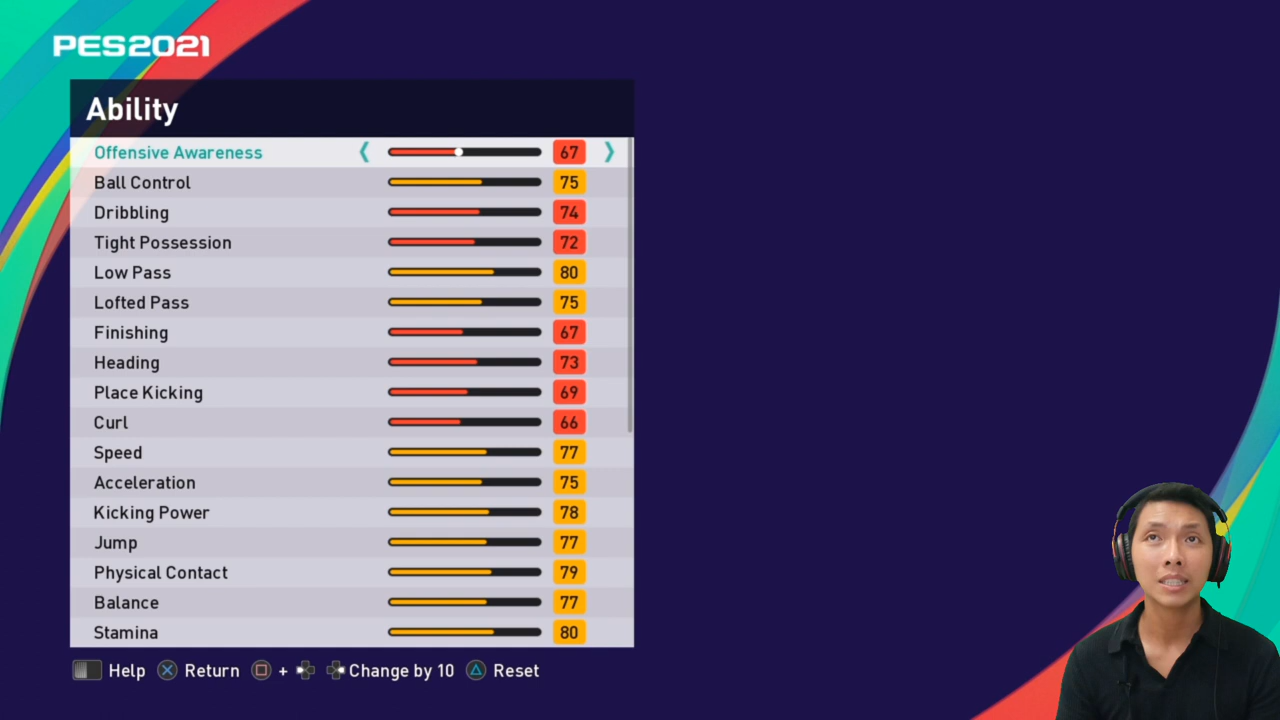 PES2021
Ability
Offensive Awareness 67
Ball Control 75
Dribbling 74
Tight Possession 72
Low Pass 80
Lofted Pass 75
Finishing 67
Heading 73
Place Kicking 69
Curl 66
Speed 77
Acceleration 75
Kicking Power 78
Jump 77
Physical Contact 79
Balance 77
Stamina 80
Help Return + Change by 10 Reset